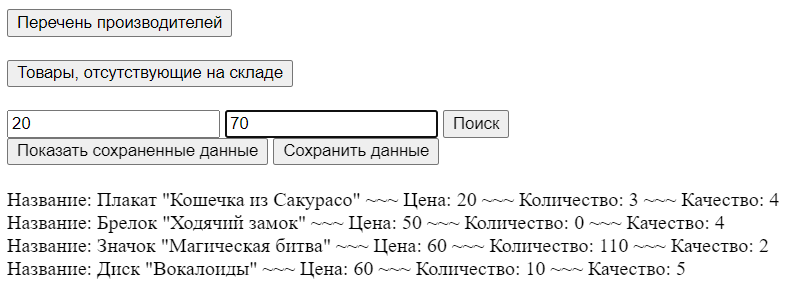 Перечень производителей
Товары, отсутствующие на складе
20 70 Поиск
Показать сохраненные данные Сохранить данные
Название: Плакат "Кошечка из Сакурасо" ~~~ Цена: 20 ~~~ Количество: 3 ~~~ Качество: 4
Название: Брелок "Ходячий замок" ~~~ Цена: 50 ~~~ Количество: 0 ~~~ Качество: 4
Название: Значок "Магическая битва" ~~~ Цена: 60 ~~~ Количество: 110 ~~~ Качество: 2
Название: Диск "Вокалоиды" ~~~ Цена: 60 ~~~ Количество: 10 ~~~ Качество: 5